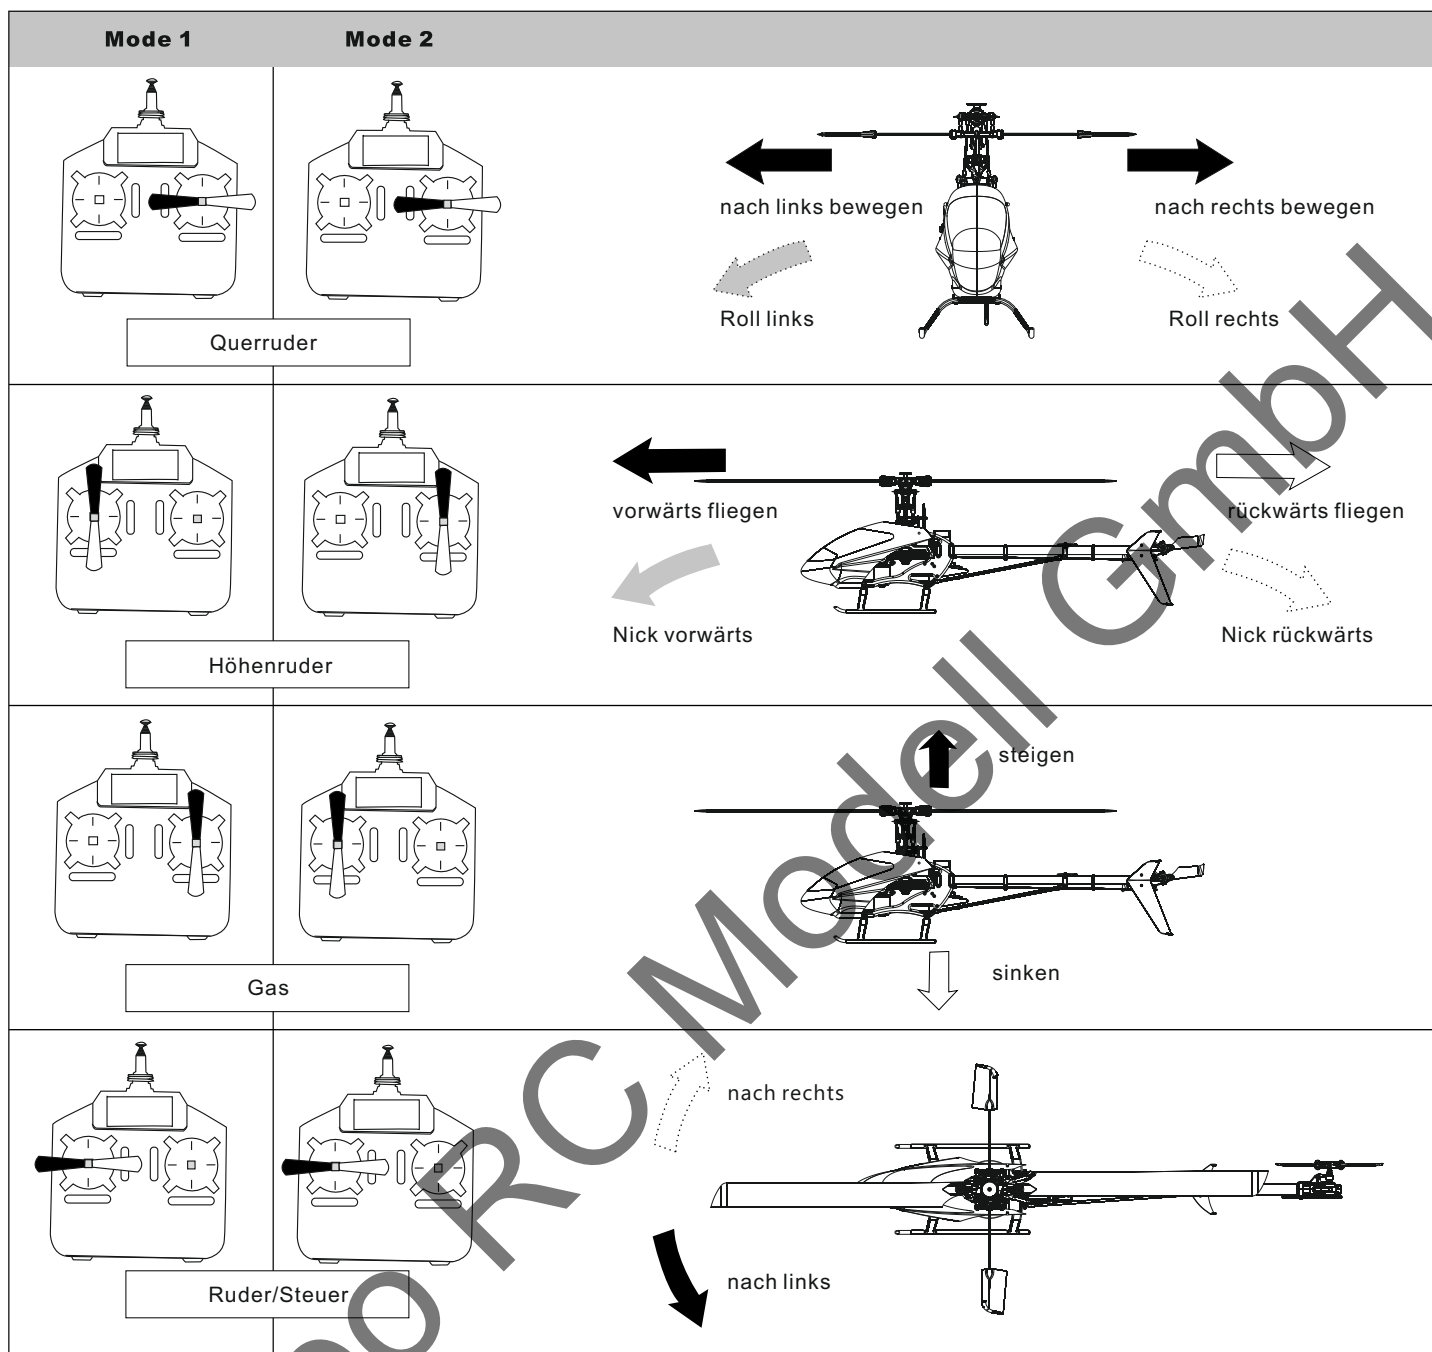 Mode 1 Mode 2
nach links bewegen nach rechts bewegen
Roll links Roll rechts
Querruder
vorwärts fliegen rückwärts fliegen
Nick vorwärts Nick rückwärts
Höhenruder
steigen
sinken
Gas
nach rechts
nach links
Ruder/Steuer
RC Modell GmbH